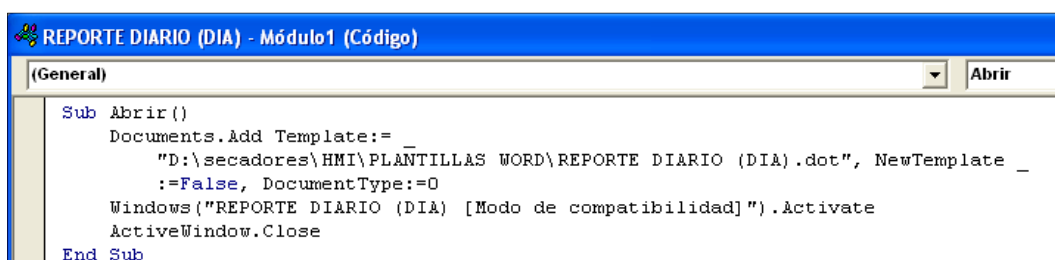 REPORTE DIARIO (DIA) - Módulo1 (Código)
(General) Abrir
Sub Abrir()
Documents.Add Template:= _
"D:\secadores\HMI\PLANTILLAS WORD\REPORTE DIARIO (DIA).dot", NewTemplate _
:=False, DocumentType:=0
Windows("REPORTE DIARIO (DIA) [Modo de compatibilidad]").Activate
ActiveWindow.Close
End Sub